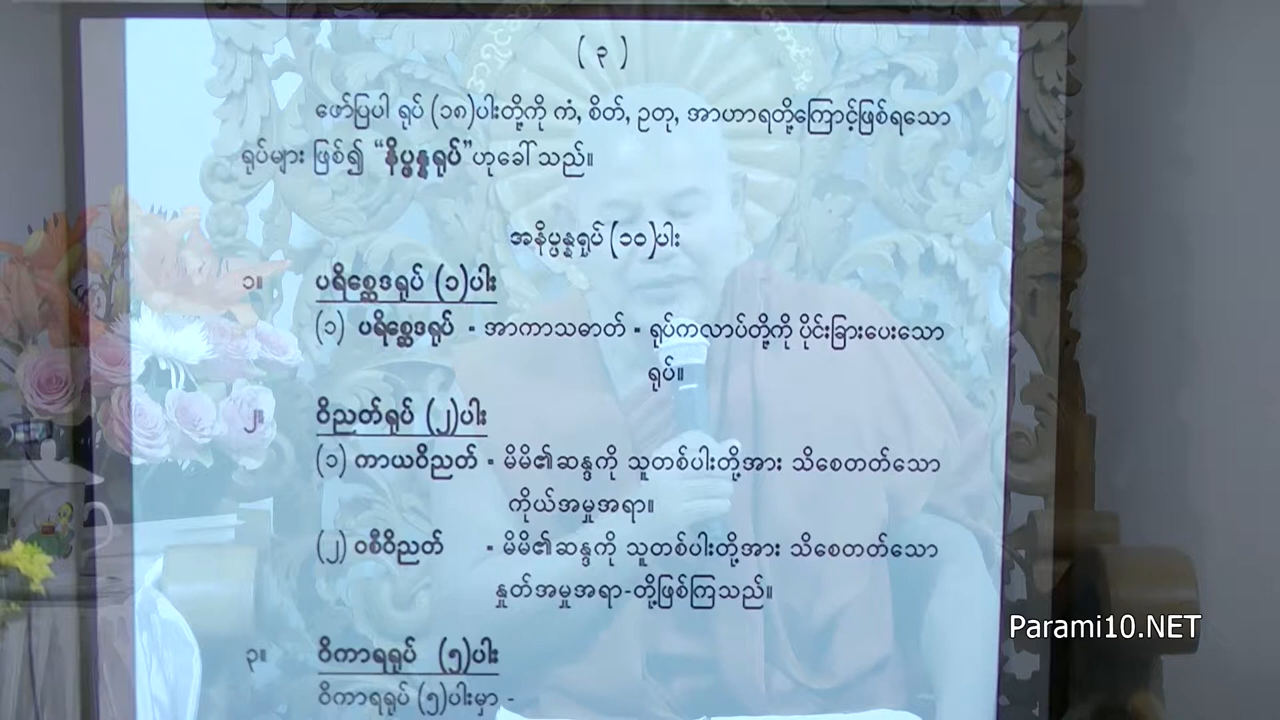 ( ၃ )
ဖော်ပြပါ ရုပ် (၁၈)ပါးတို့ကို ကံ, စိတ်, ဥတု, အာဟာရတို့ကြောင့်ဖြစ်ရသော
ရုပ်များ ဖြစ်၍ “နိပ္ဖန္နရုပ်”ဟုခေါ်သည်။
အနိပ္ဖန္နရုပ် (၁၀)ပါး
၁။ ပရိစ္ဆေဒရုပ် (၁)ပါး
(၁) ပရိစ္ဆေဒရုပ် - အာကာသဓာတ် - ရုပ်ကလာပ်တို့ကို ပိုင်းခြားပေးသော
ရုပ်။
၂။ ဝိညတ်ရုပ် (၂)ပါး
(၁) ကာယဝိညတ် - မိမိ၏ဆန္ဒကို သူတစ်ပါးတို့အား သိစေတတ်သော
ကိုယ်အမှုအရာ။
(၂) ဝစီဝိညတ် - မိမိ၏ဆန္ဒကို သူတစ်ပါးတို့အား သိစေတတ်သော
နှုတ်အမှုအရာ-တို့ဖြစ်ကြသည်။
၃။ ဝိကာရရုပ် (၅)ပါး
ဝိကာရရုပ် (၅)ပါးမှာ -
Parami10.NET